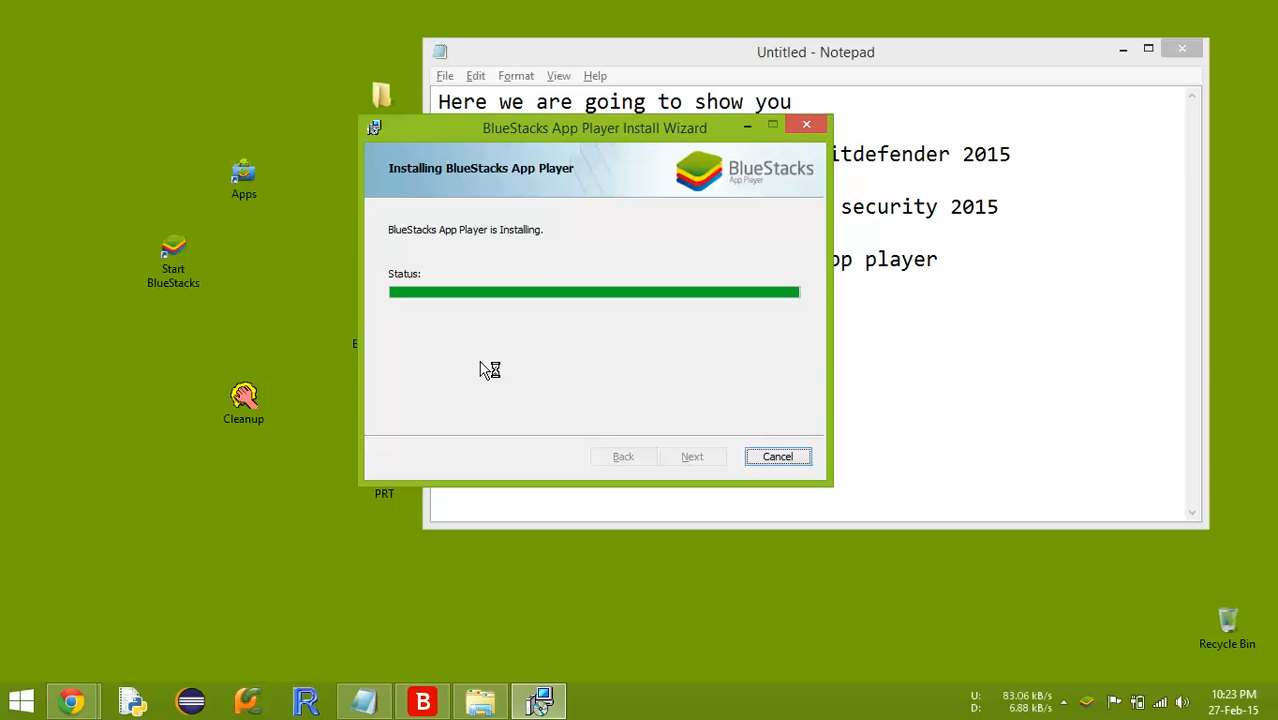 Untitled - Notepad
File Edit Format View Help
Here we are going to show you
itdefender 2015
security 2015
pp player
BlueStacks App Player Install Wizard
Installing BlueStacks App Player
BlueStacks
App Player
BlueStacks App Player is Installing.
Status:
Back Next Cancel
Apps
Start
BlueStacks
Cleanup
E
PRT
Recycle Bin
B
R
U: 83.06 kB/s
D: 6.88 kB/s
10:23 PM
27-Feb-15